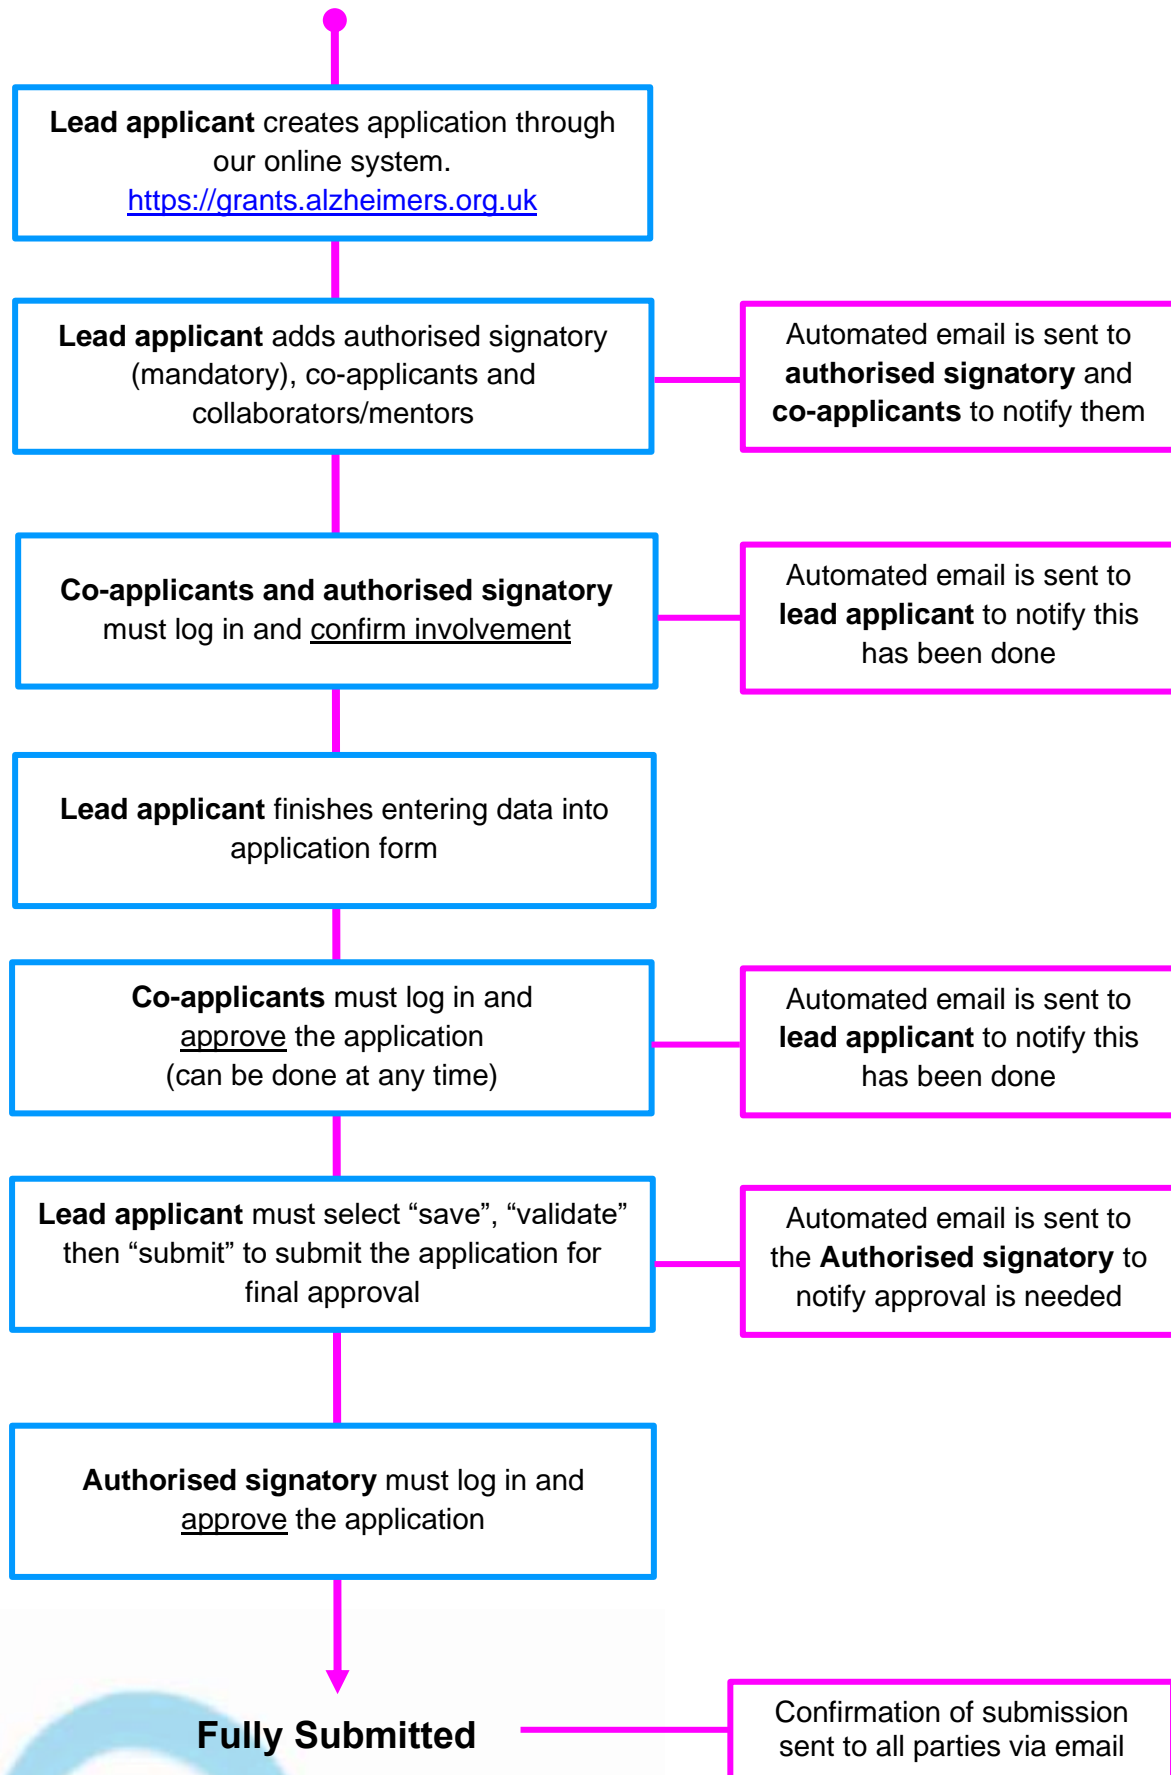 Lead applicant creates application through
our online system.
https://grants.alzheimers.org.uk
Lead applicant adds authorised signatory
(mandatory), co-applicants and
collaborators/mentors
Automated email is sent to
authorised signatory and
co-applicants to notify them
Co-applicants and authorised signatory
must log in and confirm involvement
Automated email is sent to
lead applicant to notify this
has been done
Lead applicant finishes entering data into
application form
Co-applicants must log in and
approve the application
(can be done at any time)
Automated email is sent to
lead applicant to notify this
has been done
Lead applicant must select “save”, “validate”
then “submit” to submit the application for
final approval
Automated email is sent to
the Authorised signatory to
notify approval is needed
Authorised signatory must log in and
approve the application
Fully Submitted
Confirmation of submission
sent to all parties via email